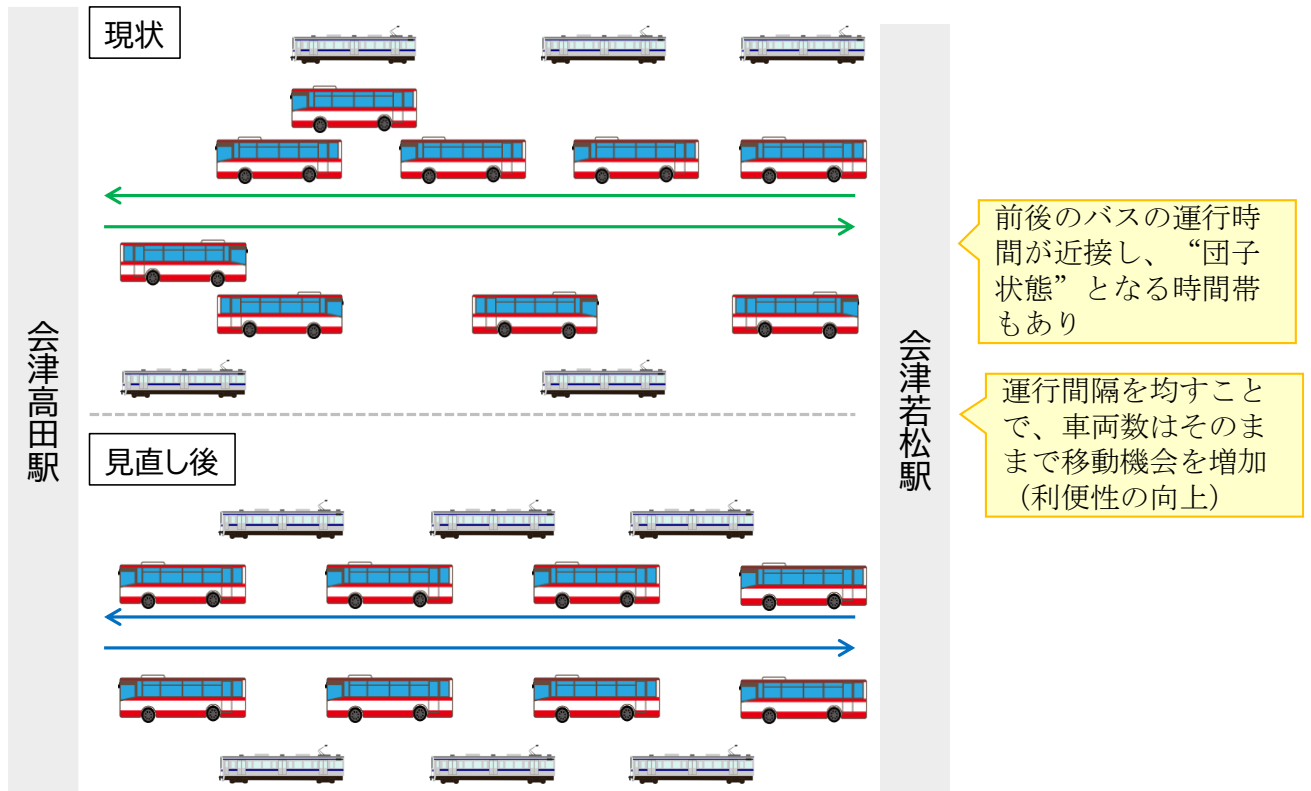 現状
会津高田駅
会津若松駅
前後のバスの運行時
間が近接し、“団子
状態”となる時間帯
もあり
運行間隔を均すこと
で、車両数はそのま
まで移動機会を増加
（利便性の向上）
見直し後